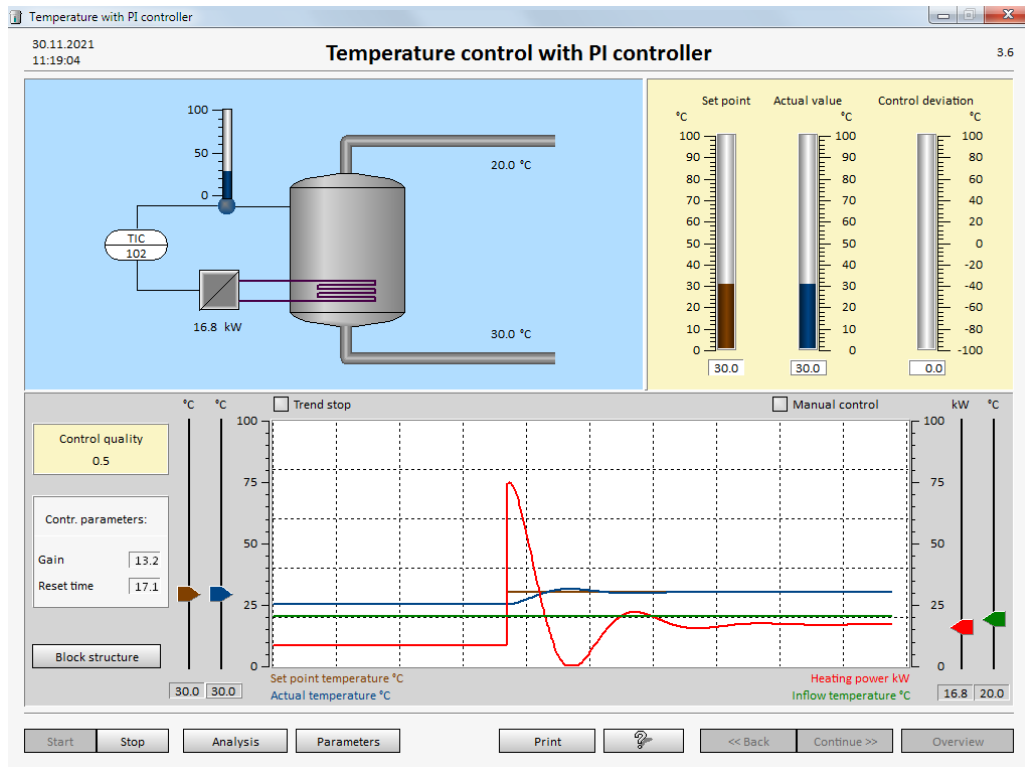 Temperature with PI controller
30.11.2021
11:19:04
Temperature control with PI controller
3.6
100
50
0
TIC
102
16.8 kW
20.0 °C
30.0 °C
Set point Actual value Control deviation
°C °C °C
100 100 100
90 90 80
80 80 60
70 70 40
60 60 20
50 50 0
40 40 -20
30 30 -40
20 20 -60
10 10 -80
0 0 -100
30.0 30.0 0.0
°C °C Trend stop Manual control kW °C
Control quality
0.5
Contr. parameters:
Gain 13.2
Reset time 17.1
Block structure
100 100
75 75
50 50
25 25
0 0
Set point temperature °C Heating power kW
Actual temperature °C Inflow temperature °C
30.0 30.0 16.8 20.0
Start Stop Analysis Parameters Print ? << Back Continue >> Overview